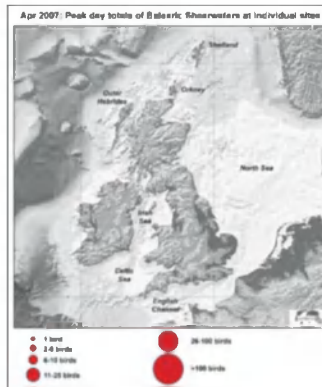 Apr 2007: Peak day totals of Balearic Shearwaters at individual sites
Shetland
Orkney
Outer
Hebrides
North Sea
Irish
Sea
Celtic
Sea
English
Channel
1 bird
2-5 birds
6-10 birds
11-25 birds
26-100 birds
>100 birds